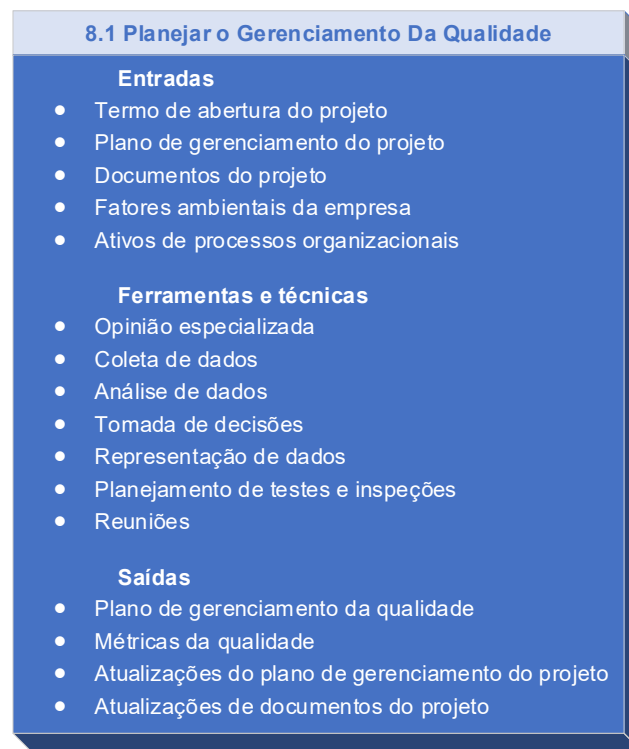 8.1 Planejar o Gerenciamento Da Qualidade
Entradas
• Termo de abertura do projeto
• Plano de gerenciamento do projeto
• Documentos do projeto
• Fatores ambientais da empresa
• Ativos de processos organizacionais
Ferramentas e técnicas
• Opinião especializada
• Coleta de dados
• Análise de dados
• Tomada de decisões
• Representação de dados
• Planejamento de testes e inspeções
• Reuniões
Saídas
• Plano de gerenciamento da qualidade
• Métricas da qualidade
• Atualizações do plano de gerenciamento do projeto
• Atualizações de documentos do projeto